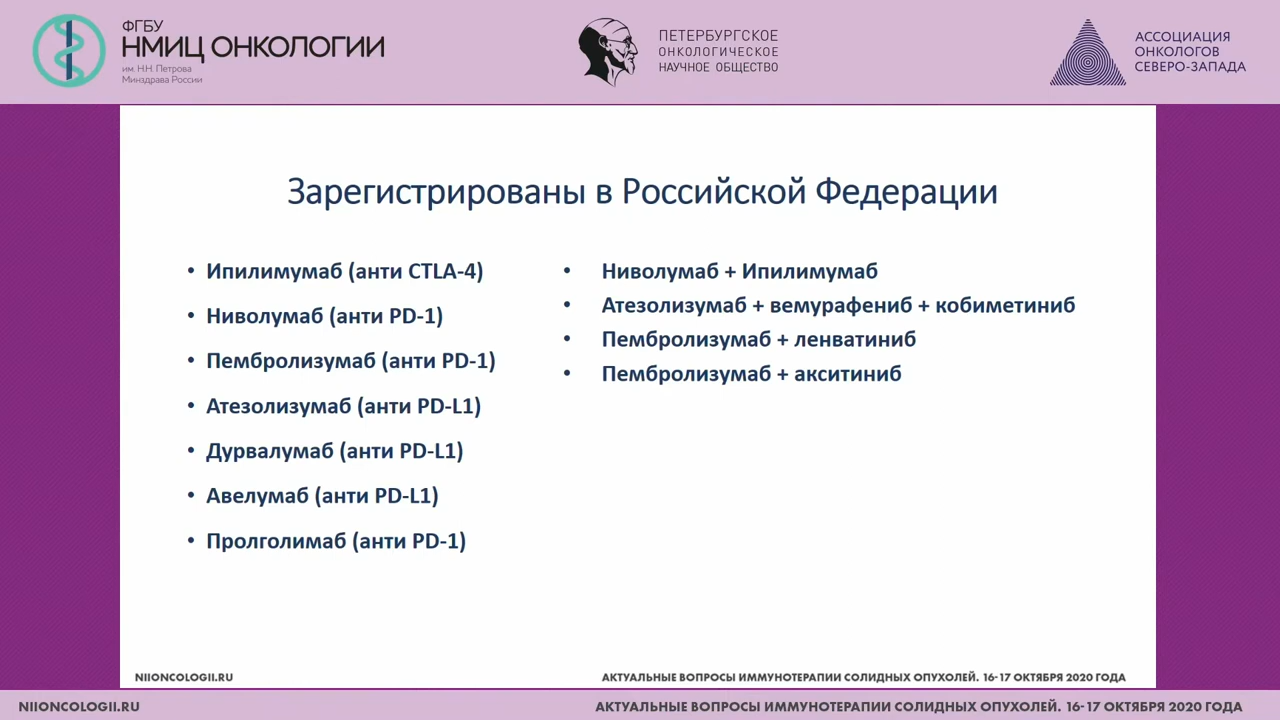 ФГБУ
НМИЦ ОНКОЛОГИИ
им. Н.Н. Петрова
Минздрава России
ПЕТЕРБУРГСКОЕ
ОНКОЛОГИЧЕСКОЕ
НАУЧНОЕ ОБЩЕСТВО
АССОЦИАЦИЯ
ОНКОЛОГОВ
СЕВЕРО-ЗАПАДА
Зарегистрированы в Российской Федерации
• Ипилимумаб (анти CTLA-4)
• Ниволумаб (анти PD-1)
• Пембролизумаб (анти PD-1)
• Атезолизумаб (анти PD-L1)
• Дурвалумаб (анти PD-L1)
• Авелумаб (анти PD-L1)
• Пролголимаб (анти PD-1)
• Ниволумаб + Ипилимумаб
• Атезолизумаб + вемурафениб + кобиметиниб
• Пембролизумаб + ленватиниб
• Пембролизумаб + акситиниб
NIIONCOLOGII.RU
АКТУАЛЬНЫЕ ВОПРОСЫ ИММУНОТЕРАПИИ СОЛИДНЫХ ОПУХОЛЕЙ. 16-17 ОКТЯБРЯ 2020 ГОДА
NIIONCOLOGII.RU
АКТУАЛЬНЫЕ ВОПРОСЫ ИММУНОТЕРАПИИ СОЛИДНЫХ ОПУХОЛЕЙ. 16-17 ОКТЯБРЯ 2020 ГОДА